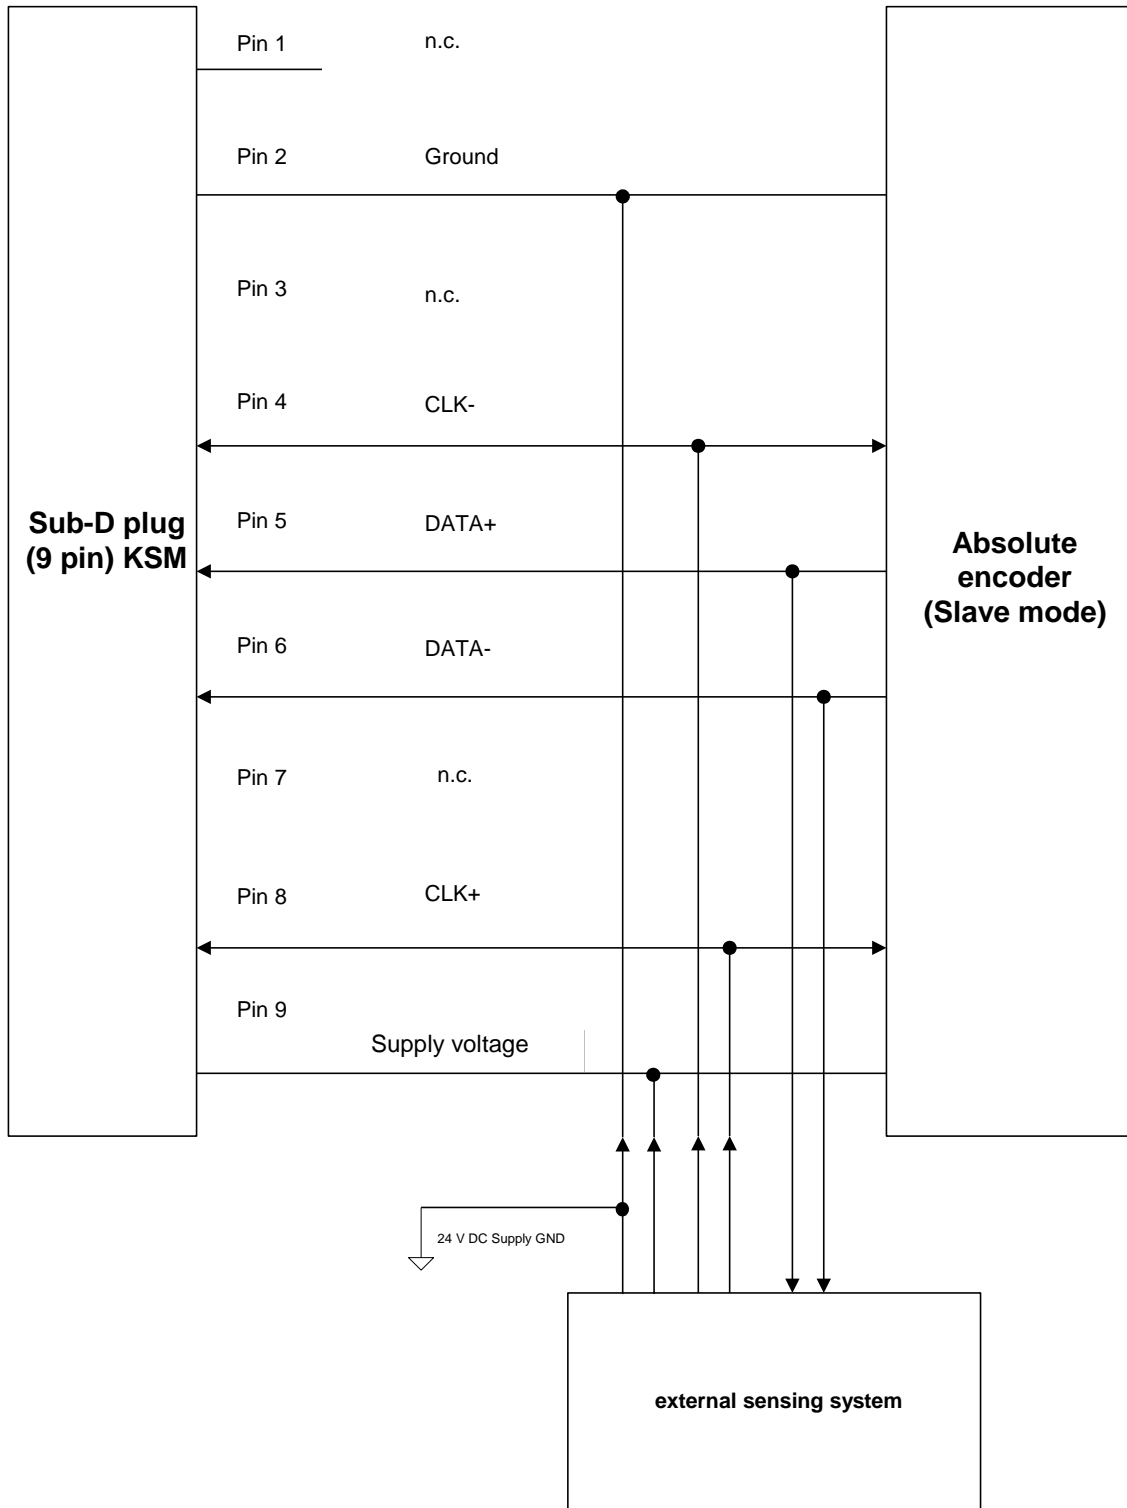 Pin 1 n.c.
Pin 2 Ground
Pin 3 n.c.
Pin 4 CLK-
Pin 5 DATA+
Pin 6 DATA-
Pin 7 n.c.
Pin 8 CLK+
Pin 9
Supply voltage
Sub-D plug
(9 pin) KSM
Absolute
encoder
(Slave mode)
24 V DC Supply GND
external sensing system